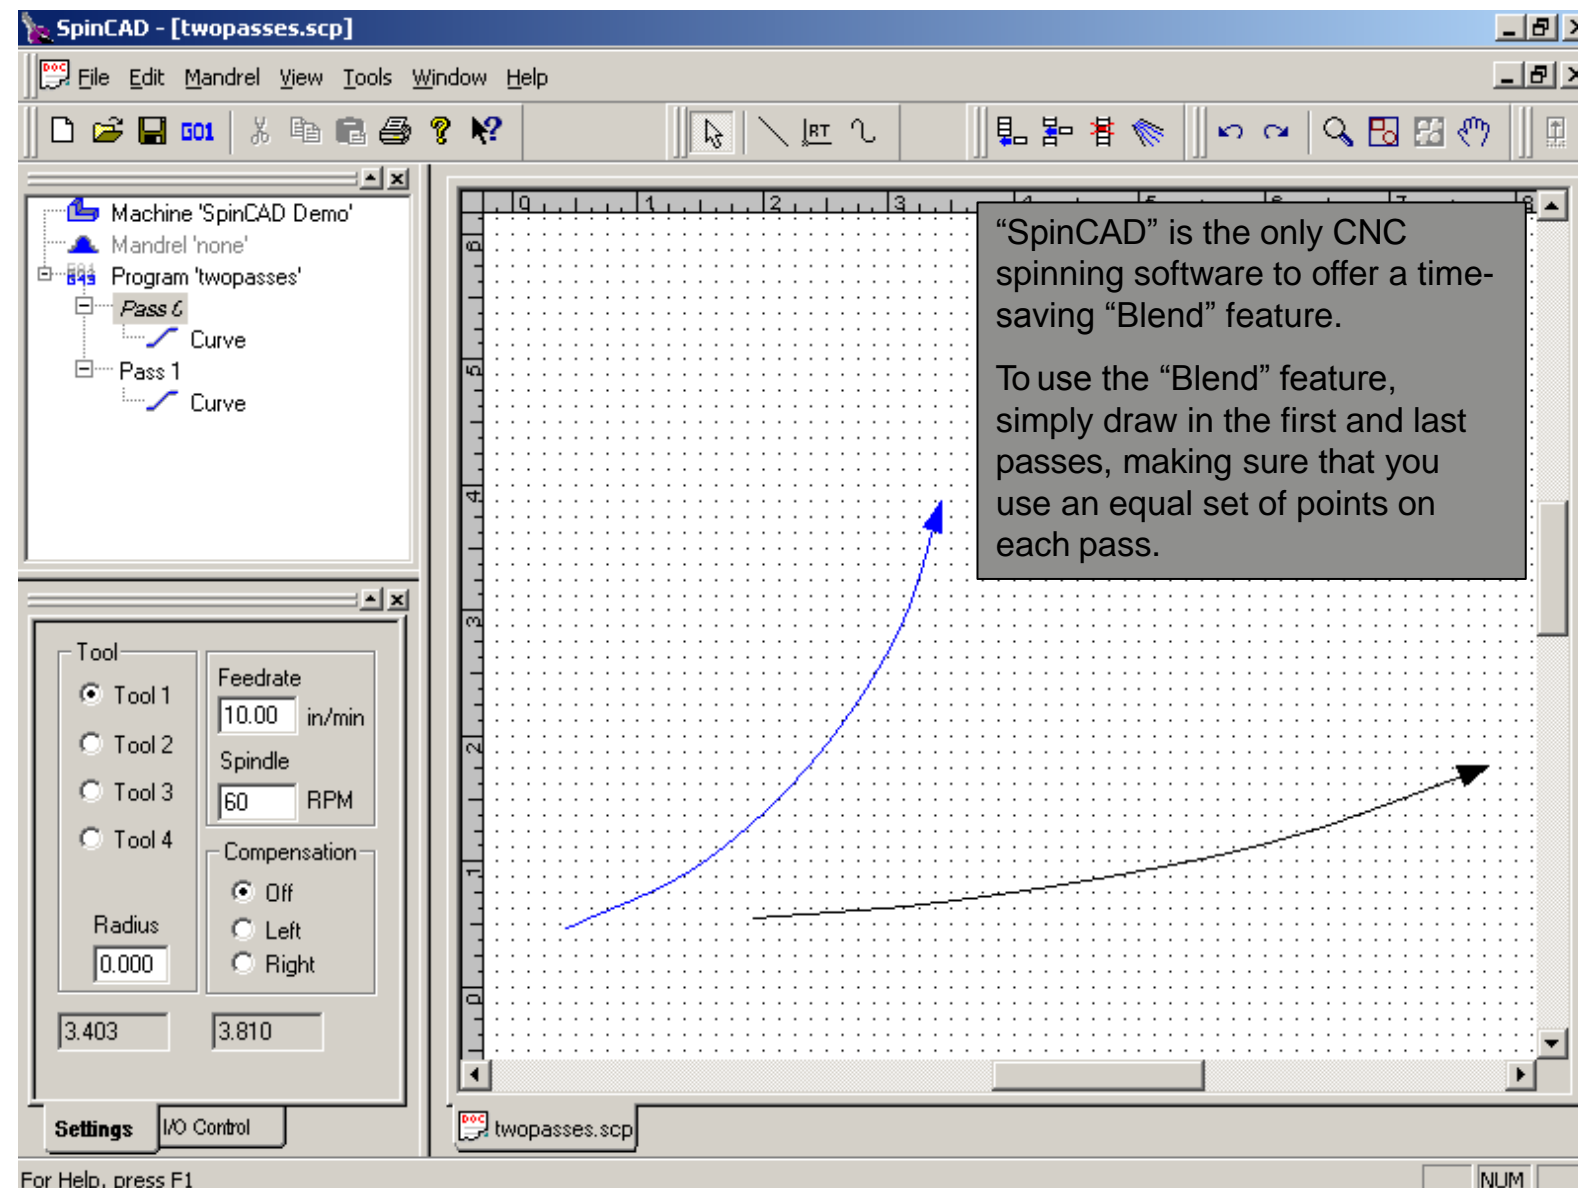 SpinCAD - [twopasses.scp]
File Edit Mandrel View Tools Window Help
G01
RT
Machine 'SpinCAD Demo'
Mandrel 'none'
Program 'twopasses'
Pass 0
Curve
Pass 1
Curve
Tool
Tool 1
Tool 2
Tool 3
Tool 4
Radius
0.000
Feedrate
10.00 in/min
Spindle
60 RPM
Compensation
Off
Left
Right
3.403 3.810
Settings I/O Control
0 1 2 3 4 5 6 7 8
6
5
4
3
2
1
0
“SpinCAD” is the only CNC
spinning software to offer a time-
saving “Blend” feature.
To use the “Blend” feature,
simply draw in the first and last
passes, making sure that you
use an equal set of points on
each pass.
DOC twopasses.scp
For Help, press F1
NUM